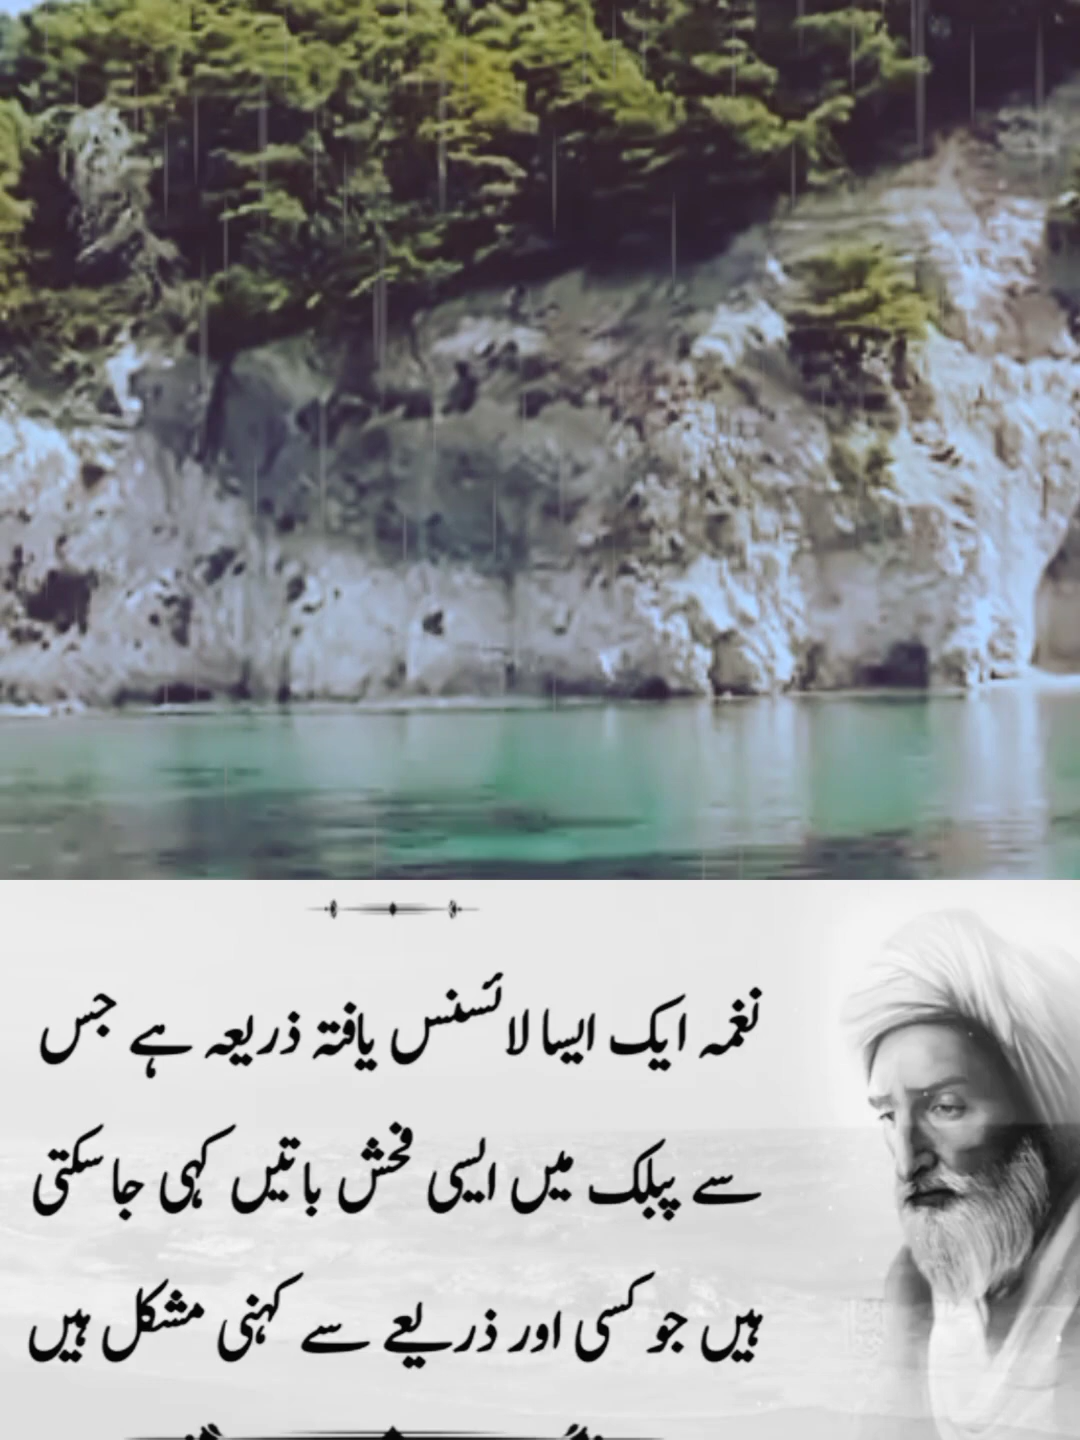 نغمہ ایک ایسا لائسنس یافتہ ذریعہ ہے جس
سے پبلک میں ایسی فحش باتیں کہی جا سکتی
ہیں جو کسی اور ذریعے سے کہنی مشکل ہیں